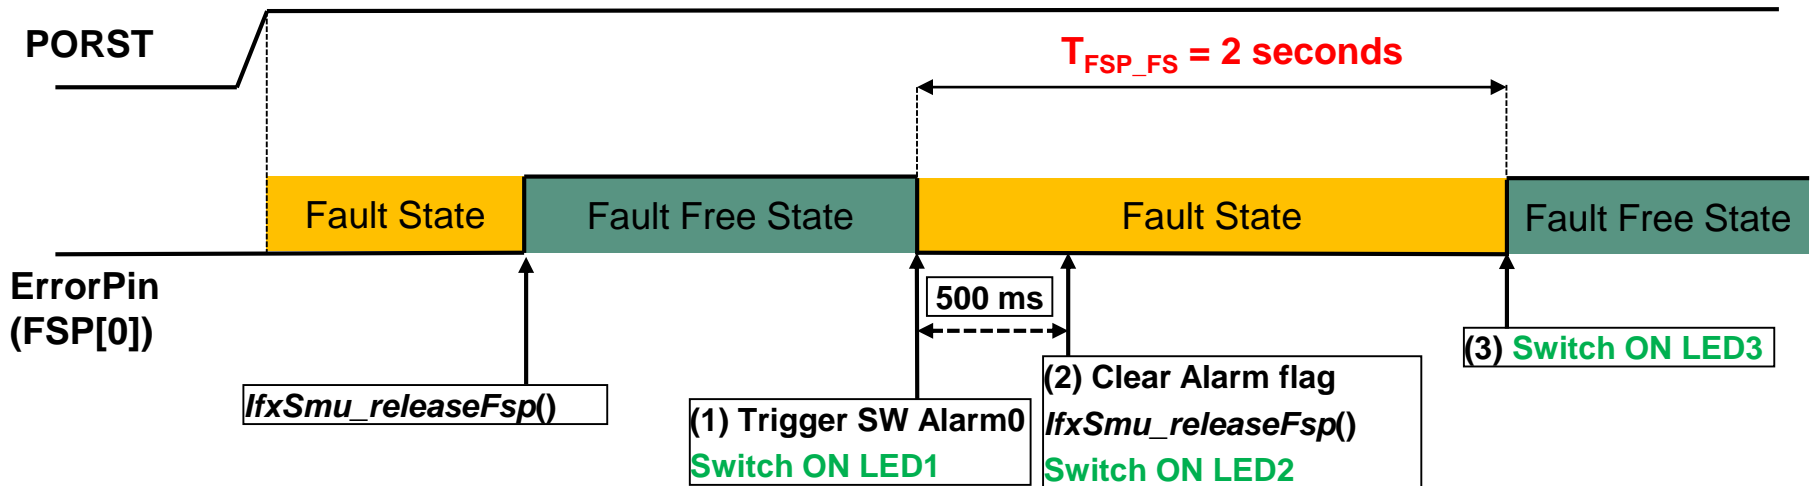 PORST
T_FSP_FS = 2 seconds
Fault State
Fault Free State
Fault State
Fault Free State
ErrorPin
(FSP[0])
500 ms
IfxSmu_releaseFsp()
(1) Trigger SW Alarm0
Switch ON LED1
(2) Clear Alarm flag
IfxSmu_releaseFsp()
Switch ON LED2
(3) Switch ON LED3